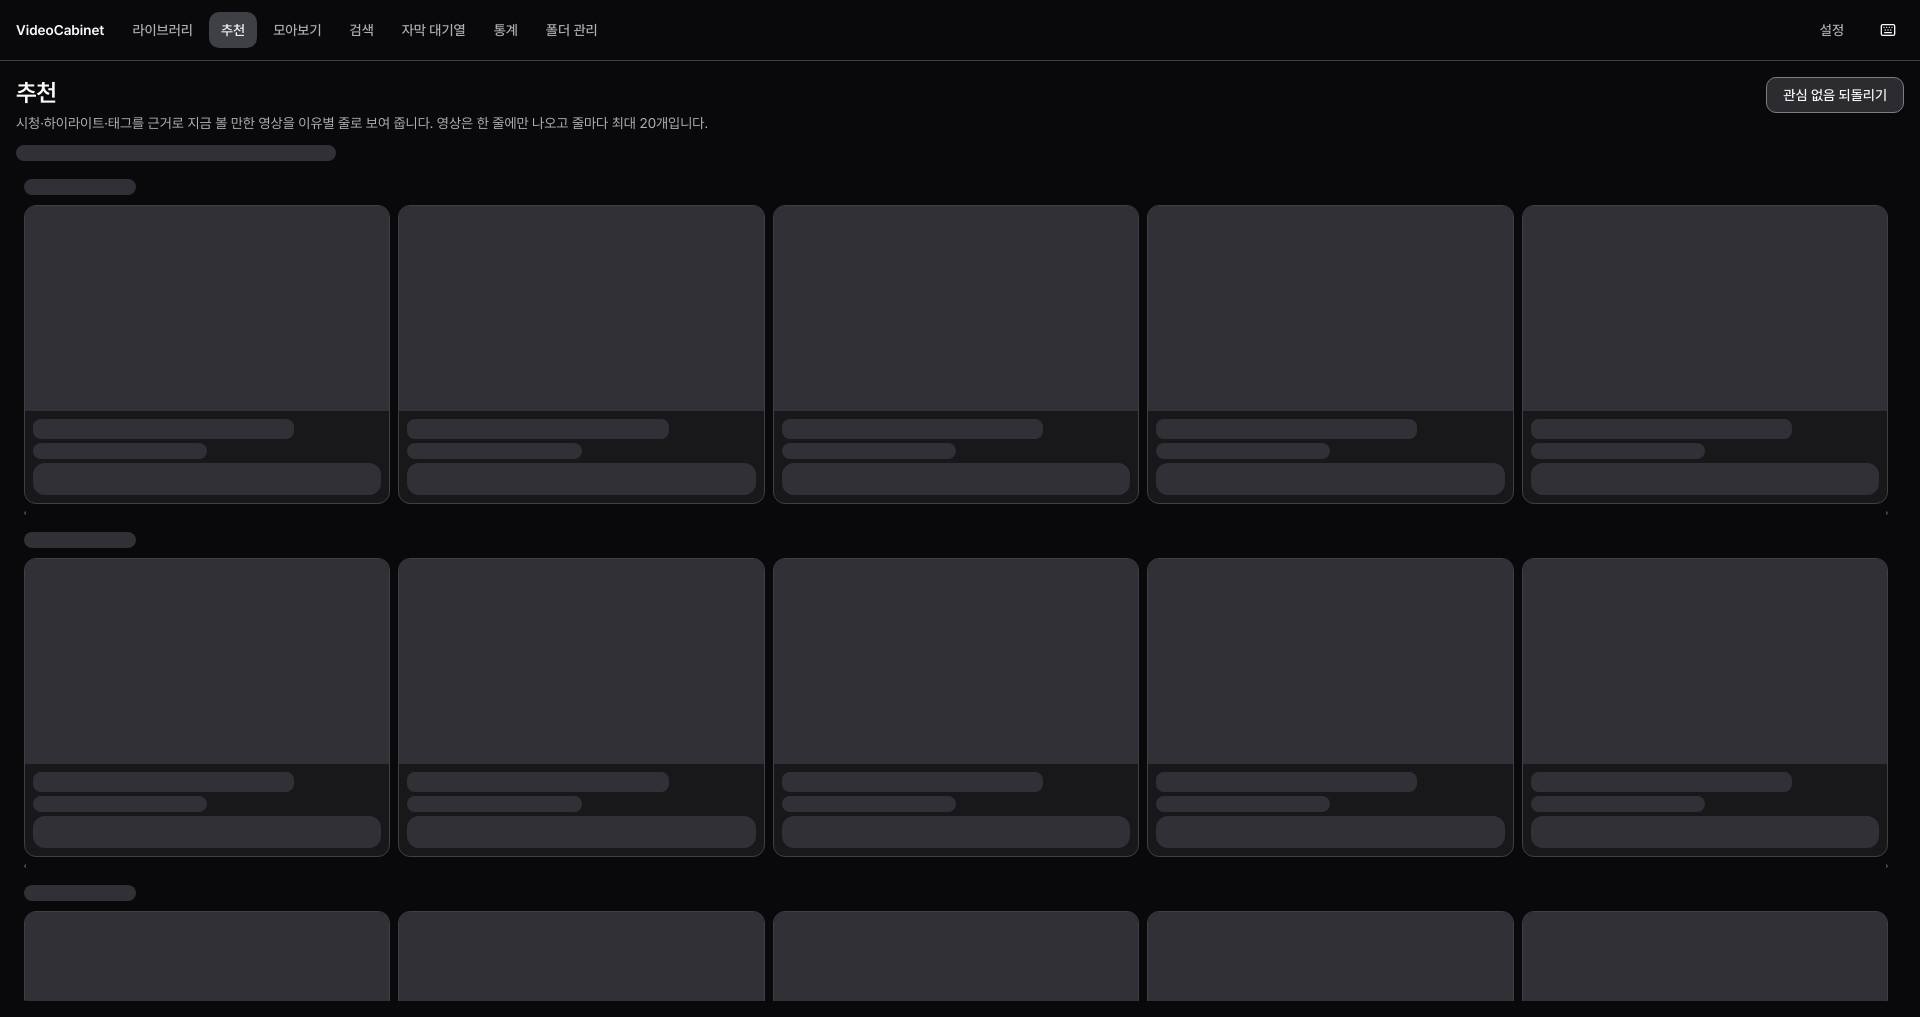 VideoCabinet 라이브러리 추천 모아보기 검색 자막 대기열 통계 폴더 관리 설정
추천
관심 없음 되돌리기
시청·하이라이트·태그를 근거로 지금 볼 만한 영상을 이유별 줄로 보여 줍니다. 영상은 한 줄에만 나오고 줄마다 최대 20개입니다.